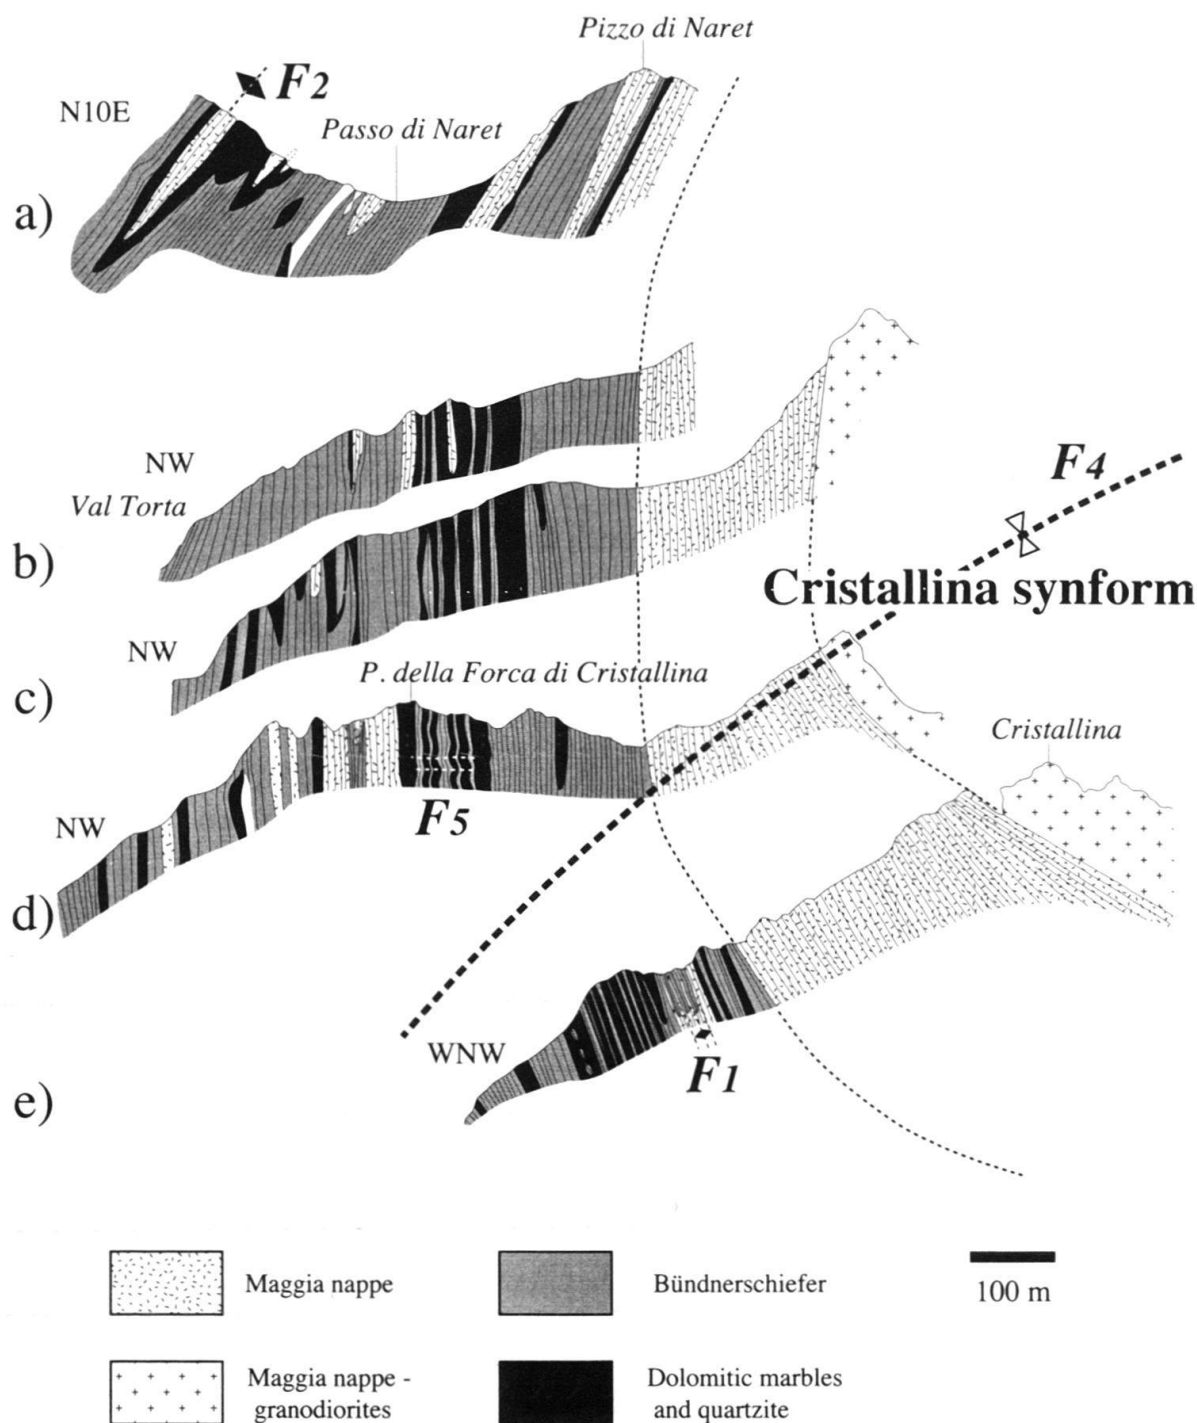 Pizzo di Naret
F2
N10E
Passo di Naret
a)
NW
Val Torta
F4
b)
Cristallina synform
NW
c)
P. della Forca di Cristallina
Cristallina
NW
F5
d)
WNW
F1
e)
Maggia nappe
Bündnerschiefer
100 m
Maggia nappe -
granodiorites
Dolomitic marbles
and quartzite